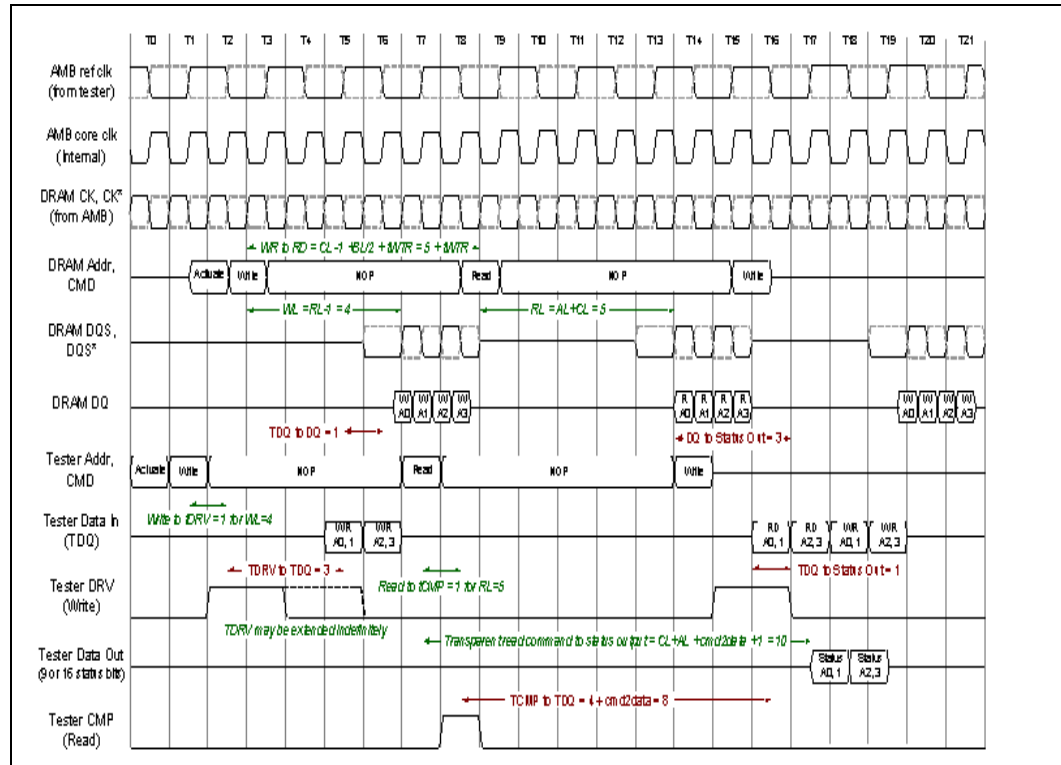 T0 T1 T2 T3 T4 T5 T6 T7 T8 T9 T10 T11 T12 T13 T14 T15 T16 T17 T18 T19 T20 T21
AMB ref clk
(from tester)
AMB core clk
(Internal)
DRAM CK, CK*
(from AMB)
WR to RD = CL-1 +BL/2 + tWTR = 5 + tWTR
DRAM Addr,
CMD
Activate Write NOP Read NOP Write
WL =RL-1 = 4
RL =AL+CL = 5
DRAM DQS,
DQS*
DRAM DQ
W A0 W A1 W A2 W A3 R A0 R A1 R A2 R A3 W A0 W A1 W A2 W A3
TDQ to DQ = 1
DQ to Status Out = 3
Tester Addr,
CMD
Activate Write NOP Read NOP Write
Write to tDRV = 1 for WL=4
Tester Data In
(TDQ)
WR A0, 1 WR A2, 3 RD A0, 1 RD A2, 3 WR A0, 1 WR A2, 3
TDRV to TDQ = 3
Read to tCMP = 1 for RL=5
TDQ to Status Out = 1
Tester DRV
(Write)
TDRV may be extended indefinitely
Transparent read command to status output = CL+AL +cmd2data +1 = 10
Tester Data Out
(9 or 16 status bits)
Status A0, 1 Status A2, 3
TCMP to TDQ = 4 + cmd2data = 8
Tester CMP
(Read)